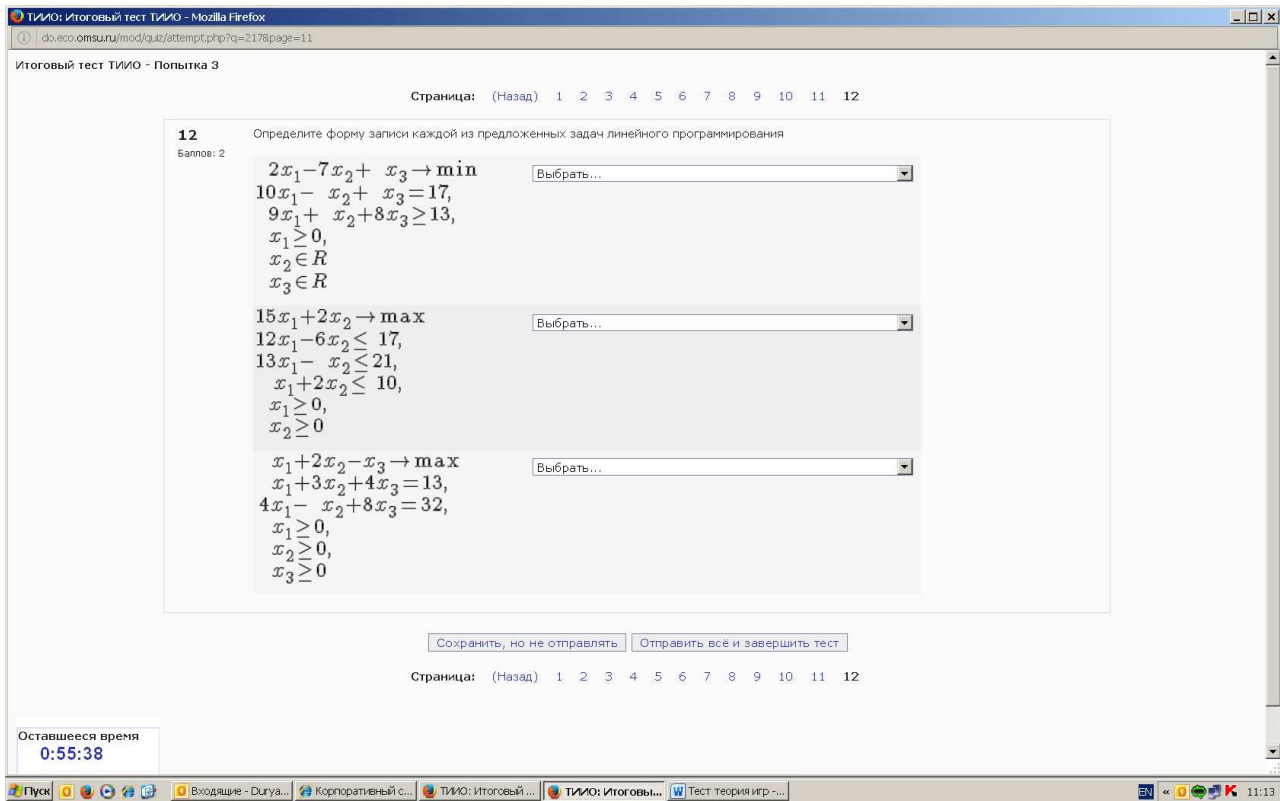 ТИИО: Итоговый тест ТИИО - Mozilla Firefox
do.eco.omsu.ru/mod/quiz/attempt.php?q=217&page=11
Итоговый тест ТИИО - Попытка 3
Страница: (Назад) 1 2 3 4 5 6 7 8 9 10 11 12
12 Определите форму записи каждой из предложенных задач линейного программирования
Баллов: 2
2x₁−7x₂+ x₃→min Выбрать...
10x₁− x₂+ x₃=17,
9x₁+ x₂+8x₃≥13,
x₁≥0,
x₂∈R
x₃∈R
15x₁+2x₂→max Выбрать...
12x₁−6x₂≤ 17,
13x₁− x₂≤21,
x₁+2x₂≤ 10,
x₁≥0,
x₂≥0
x₁+2x₂−x₃→max Выбрать...
x₁+3x₂+4x₃=13,
4x₁− x₂+8x₃=32,
x₁≥0,
x₂≥0,
x₃≥0
Сохранить, но не отправлять Отправить всё и завершить тест
Страница: (Назад) 1 2 3 4 5 6 7 8 9 10 11 12
Оставшееся время
0:55:38
Пуск Входящие - Durya... Корпоративный с... ТИИО: Итоговый ... ТИИО: Итоговы... Тест теория игр -... EN « 11:13